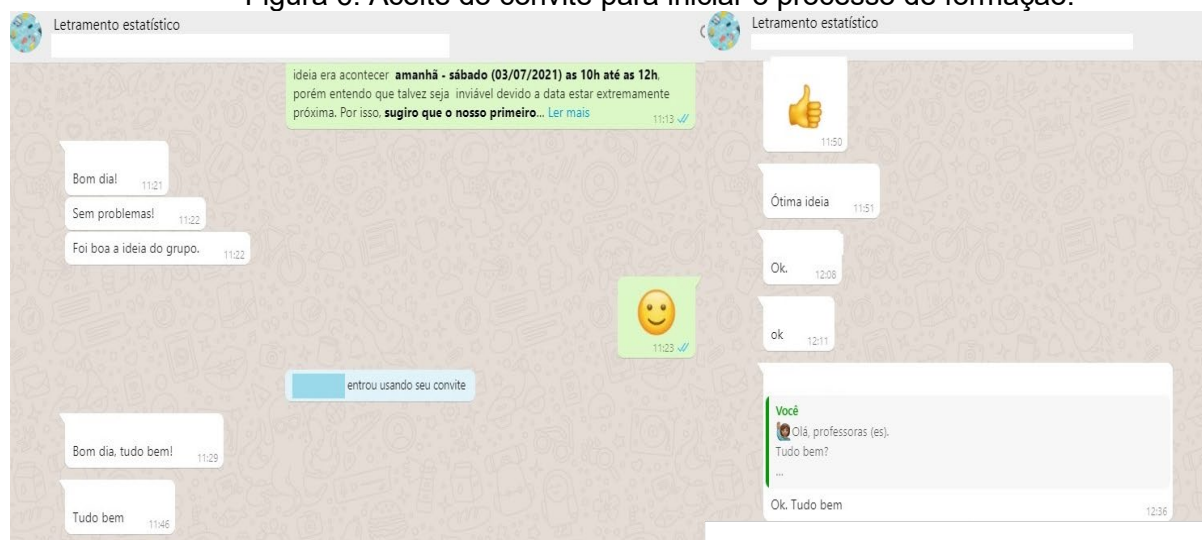 Figura 6: Aceite do convite para iniciar o processo de formação.
Letramento estatístico
ideia era acontecer amanhã - sábado (03/07/2021) as 10h até as 12h,
porém entendo que talvez seja inviável devido a data estar extremamente
próxima. Por isso, sugiro que o nosso primeiro... Ler mais
11:13
Bom dia!
11:21
Sem problemas!
11:22
Foi boa a ideia do grupo.
11:22
11:23
entrou usando seu convite
Bom dia, tudo bem!
11:29
Tudo bem
11:46
Letramento estatístico
11:50
Ótima ideia
11:51
Ok.
12:08
ok
12:11
Você
Olá, professoras (es).
Tudo bem?
...
Ok. Tudo bem
12:36